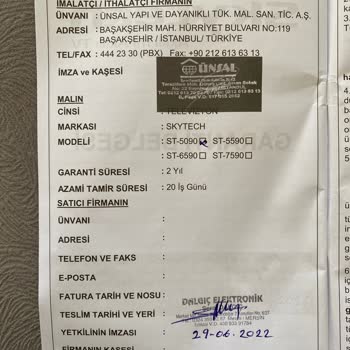 İMALATÇI / İTHALATÇI FİRMANIN
ÜNVANI : ÜNSAL YAPI VE DAYANIKLI TÜK. MAL. SAN. TİC. A.Ş.
ADRESİ : BAŞAKŞEHİR MAH. HÜRRİYET BULVARI NO:119
BAŞAKŞEHİR / İSTANBUL/ TÜRKİYE
TEL/FAX : 444 23 30 (PBX) Fax: +90 212 613 63 13
İMZA ve KAŞESİ
ÜNSAL
MALIN
CİNSİ : TELEVİZYON
MARKASI : SKYTECH
MODELİ : ST-5090 ST-5590
ST-6590 ST-7590
GARANTİ SÜRESİ : 2 Yıl
AZAMİ TAMİR SÜRESİ : 20 İş Günü
SATICI FİRMANIN
ÜNVANI :
ADRESİ :
TELEFON VE FAKS :
E-POSTA :
FATURA TARİH VE NOSU :
DALGIÇ ELEKTRONİK
TESLİM TARİHİ VE YERİ :
MERSİN
YETKİLİNİN İMZASI : 29-06.2022
FİRMANIN KAŞESİ